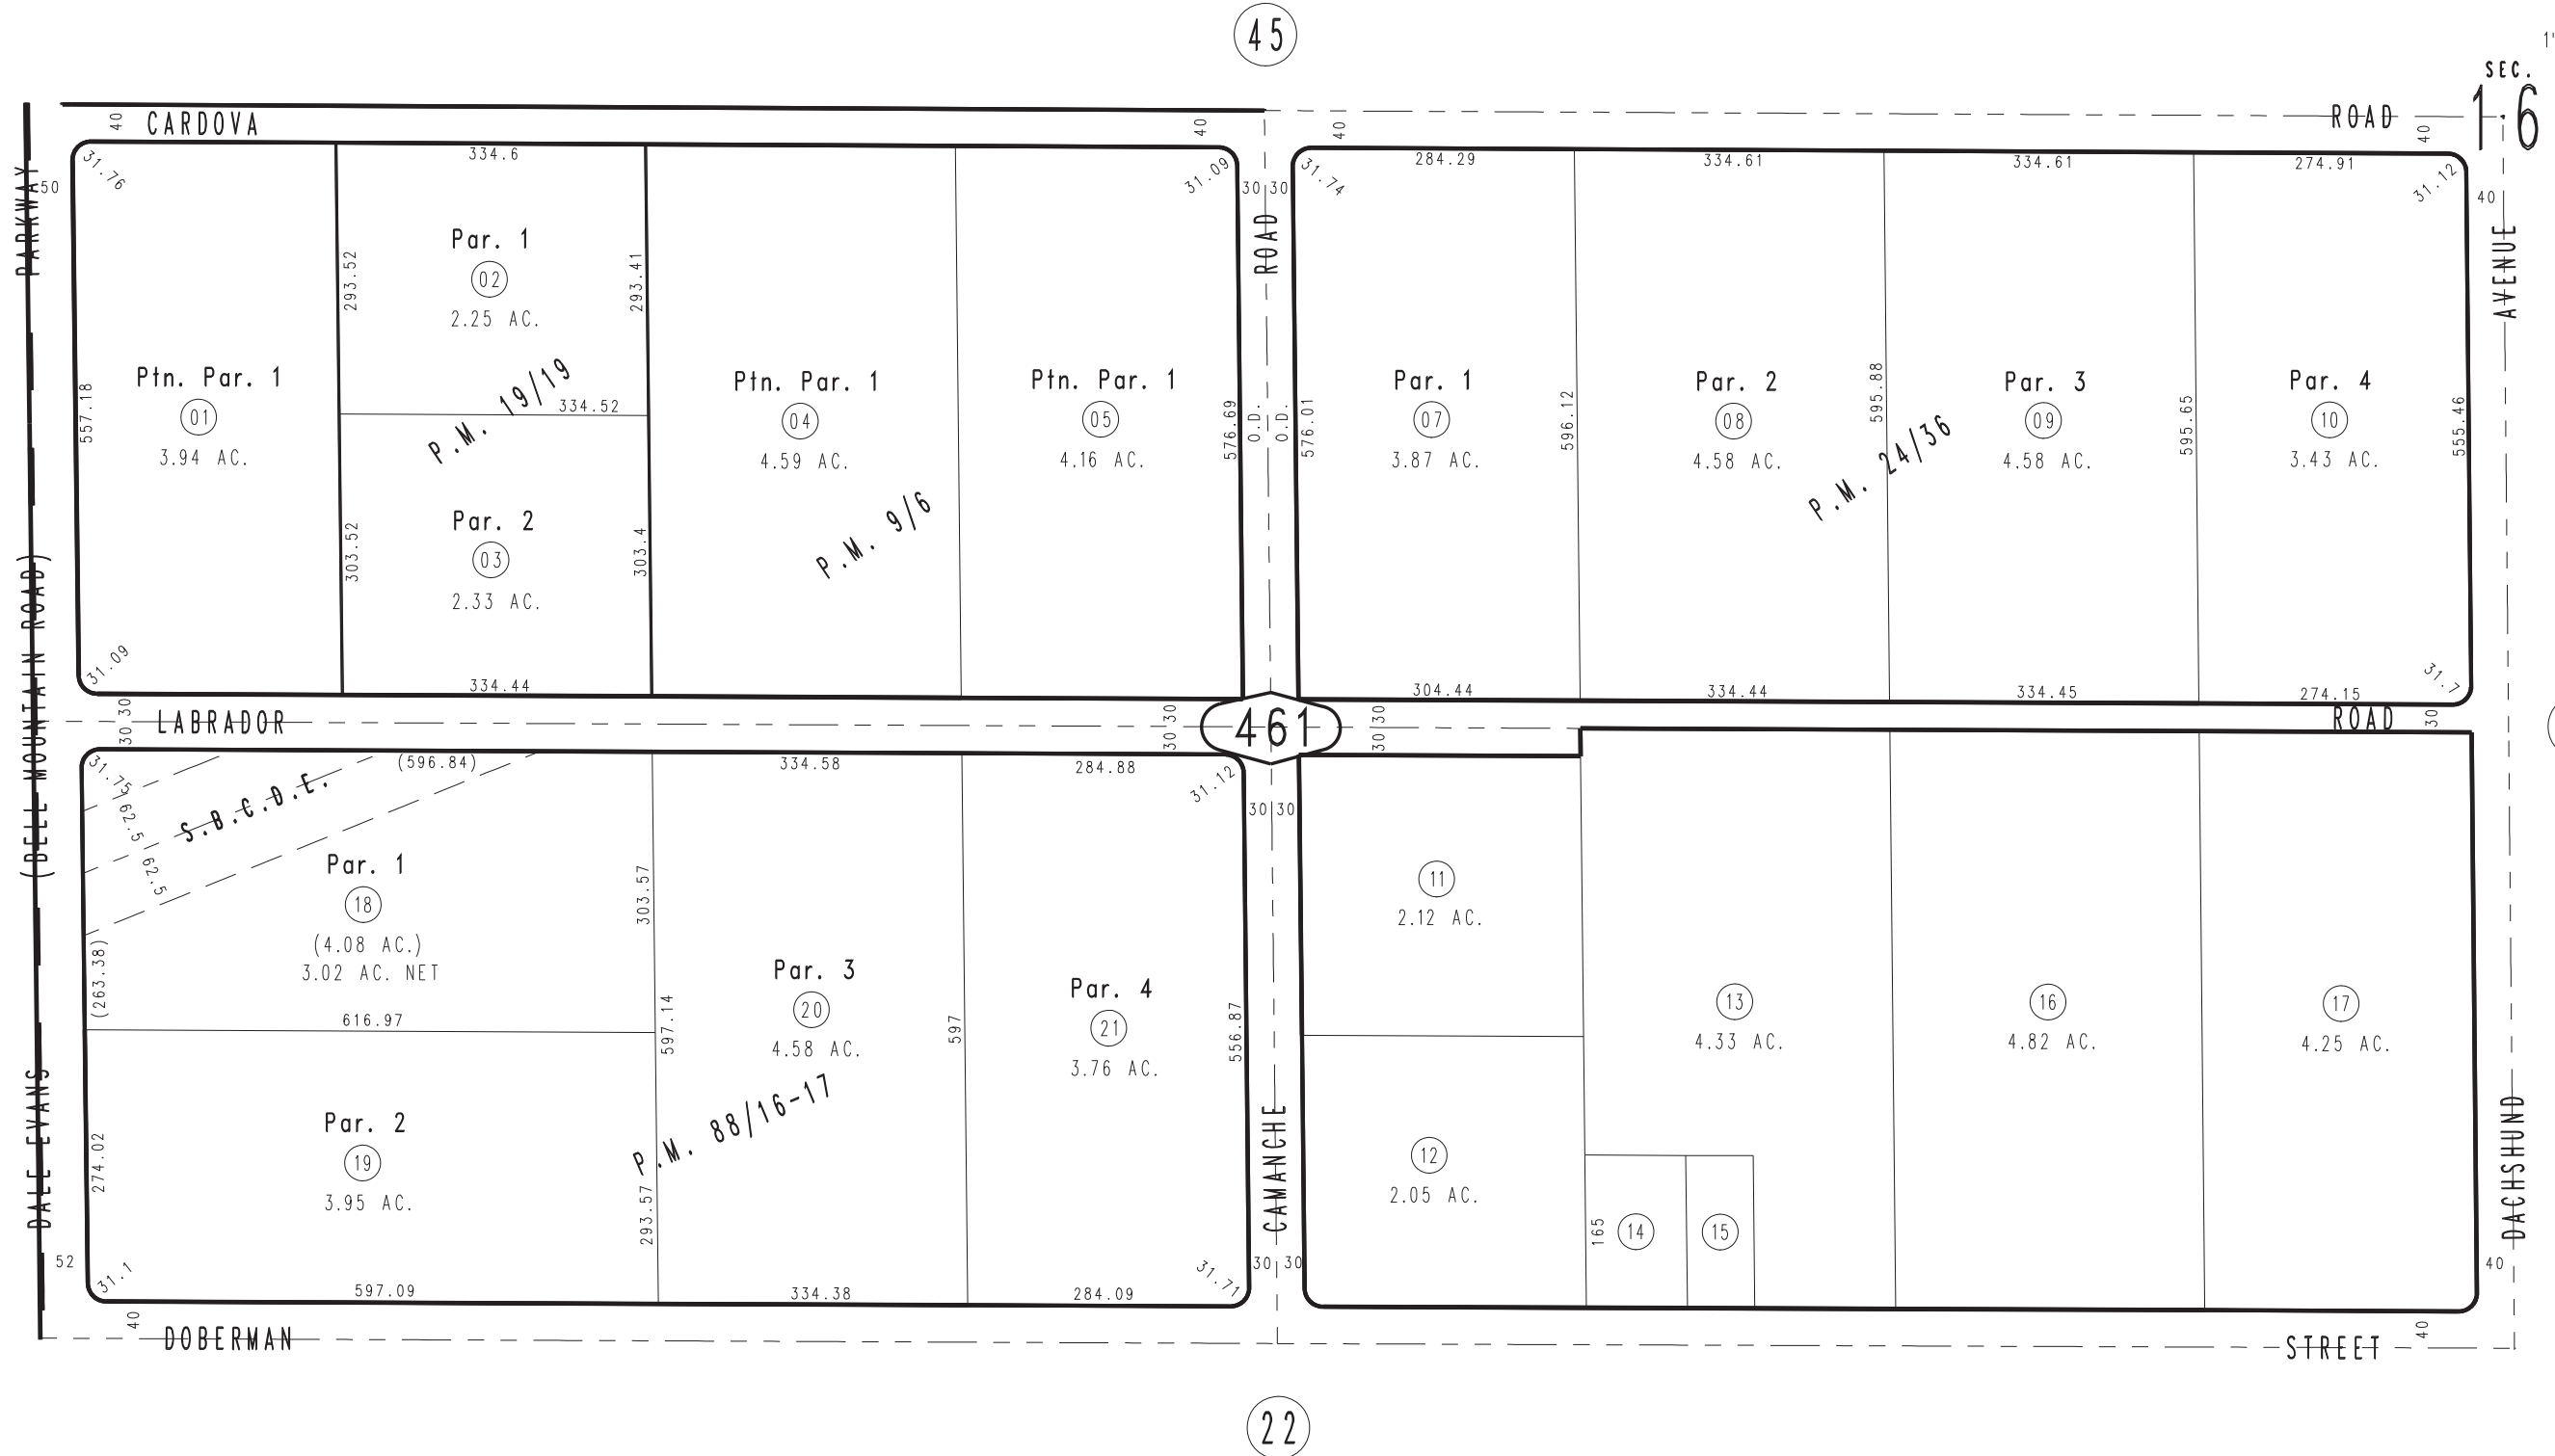 45
1"
SEC.
16
CARDOVA
ROAD
40
40
40
40
PARKWAY
50
31.76
334.6
31.09
30 30
31.74
284.29
334.61
334.61
274.91
31.12
40
ROAD
AVENUE
Par. 1
02
2.25 AC.
293.52
293.41
P.M. 19/19
334.52
Ptn. Par. 1
01
3.94 AC.
557.18
Ptn. Par. 1
04
4.59 AC.
Ptn. Par. 1
05
4.16 AC.
576.69
O.D.
O.D.
576.01
Par. 1
07
3.87 AC.
596.12
Par. 2
08
4.58 AC.
595.88
Par. 3
09
4.58 AC.
595.65
Par. 4
10
3.43 AC.
555.46
P.M. 24/36
P.M. 9/6
Par. 2
03
2.33 AC.
303.52
303.4
31.09
334.44
304.44
334.44
334.45
274.15
31.7
(BELL MOUNTAIN ROAD)
30 30
LABRADOR
30 30
461
30 30
ROAD
30
31.75
(596.84)
334.58
284.88
31.12
30 30
S.B.C.D.E.
62.5
62.5
Par. 1
18
(4.08 AC.)
3.02 AC. NET
303.57
(263.38)
616.97
597.14
Par. 3
20
4.58 AC.
597
Par. 4
21
3.76 AC.
556.87
11
2.12 AC.
13
4.33 AC.
16
4.82 AC.
17
4.25 AC.
P.M. 88/16-17
DALE EVANS
274.02
Par. 2
19
3.95 AC.
293.57
CAMANCHE
12
2.05 AC.
165
14
15
DACHSHUND
52
31.1
597.09
334.38
284.09
31.71
30 30
40
40
DOBERMAN
STREET
40
22